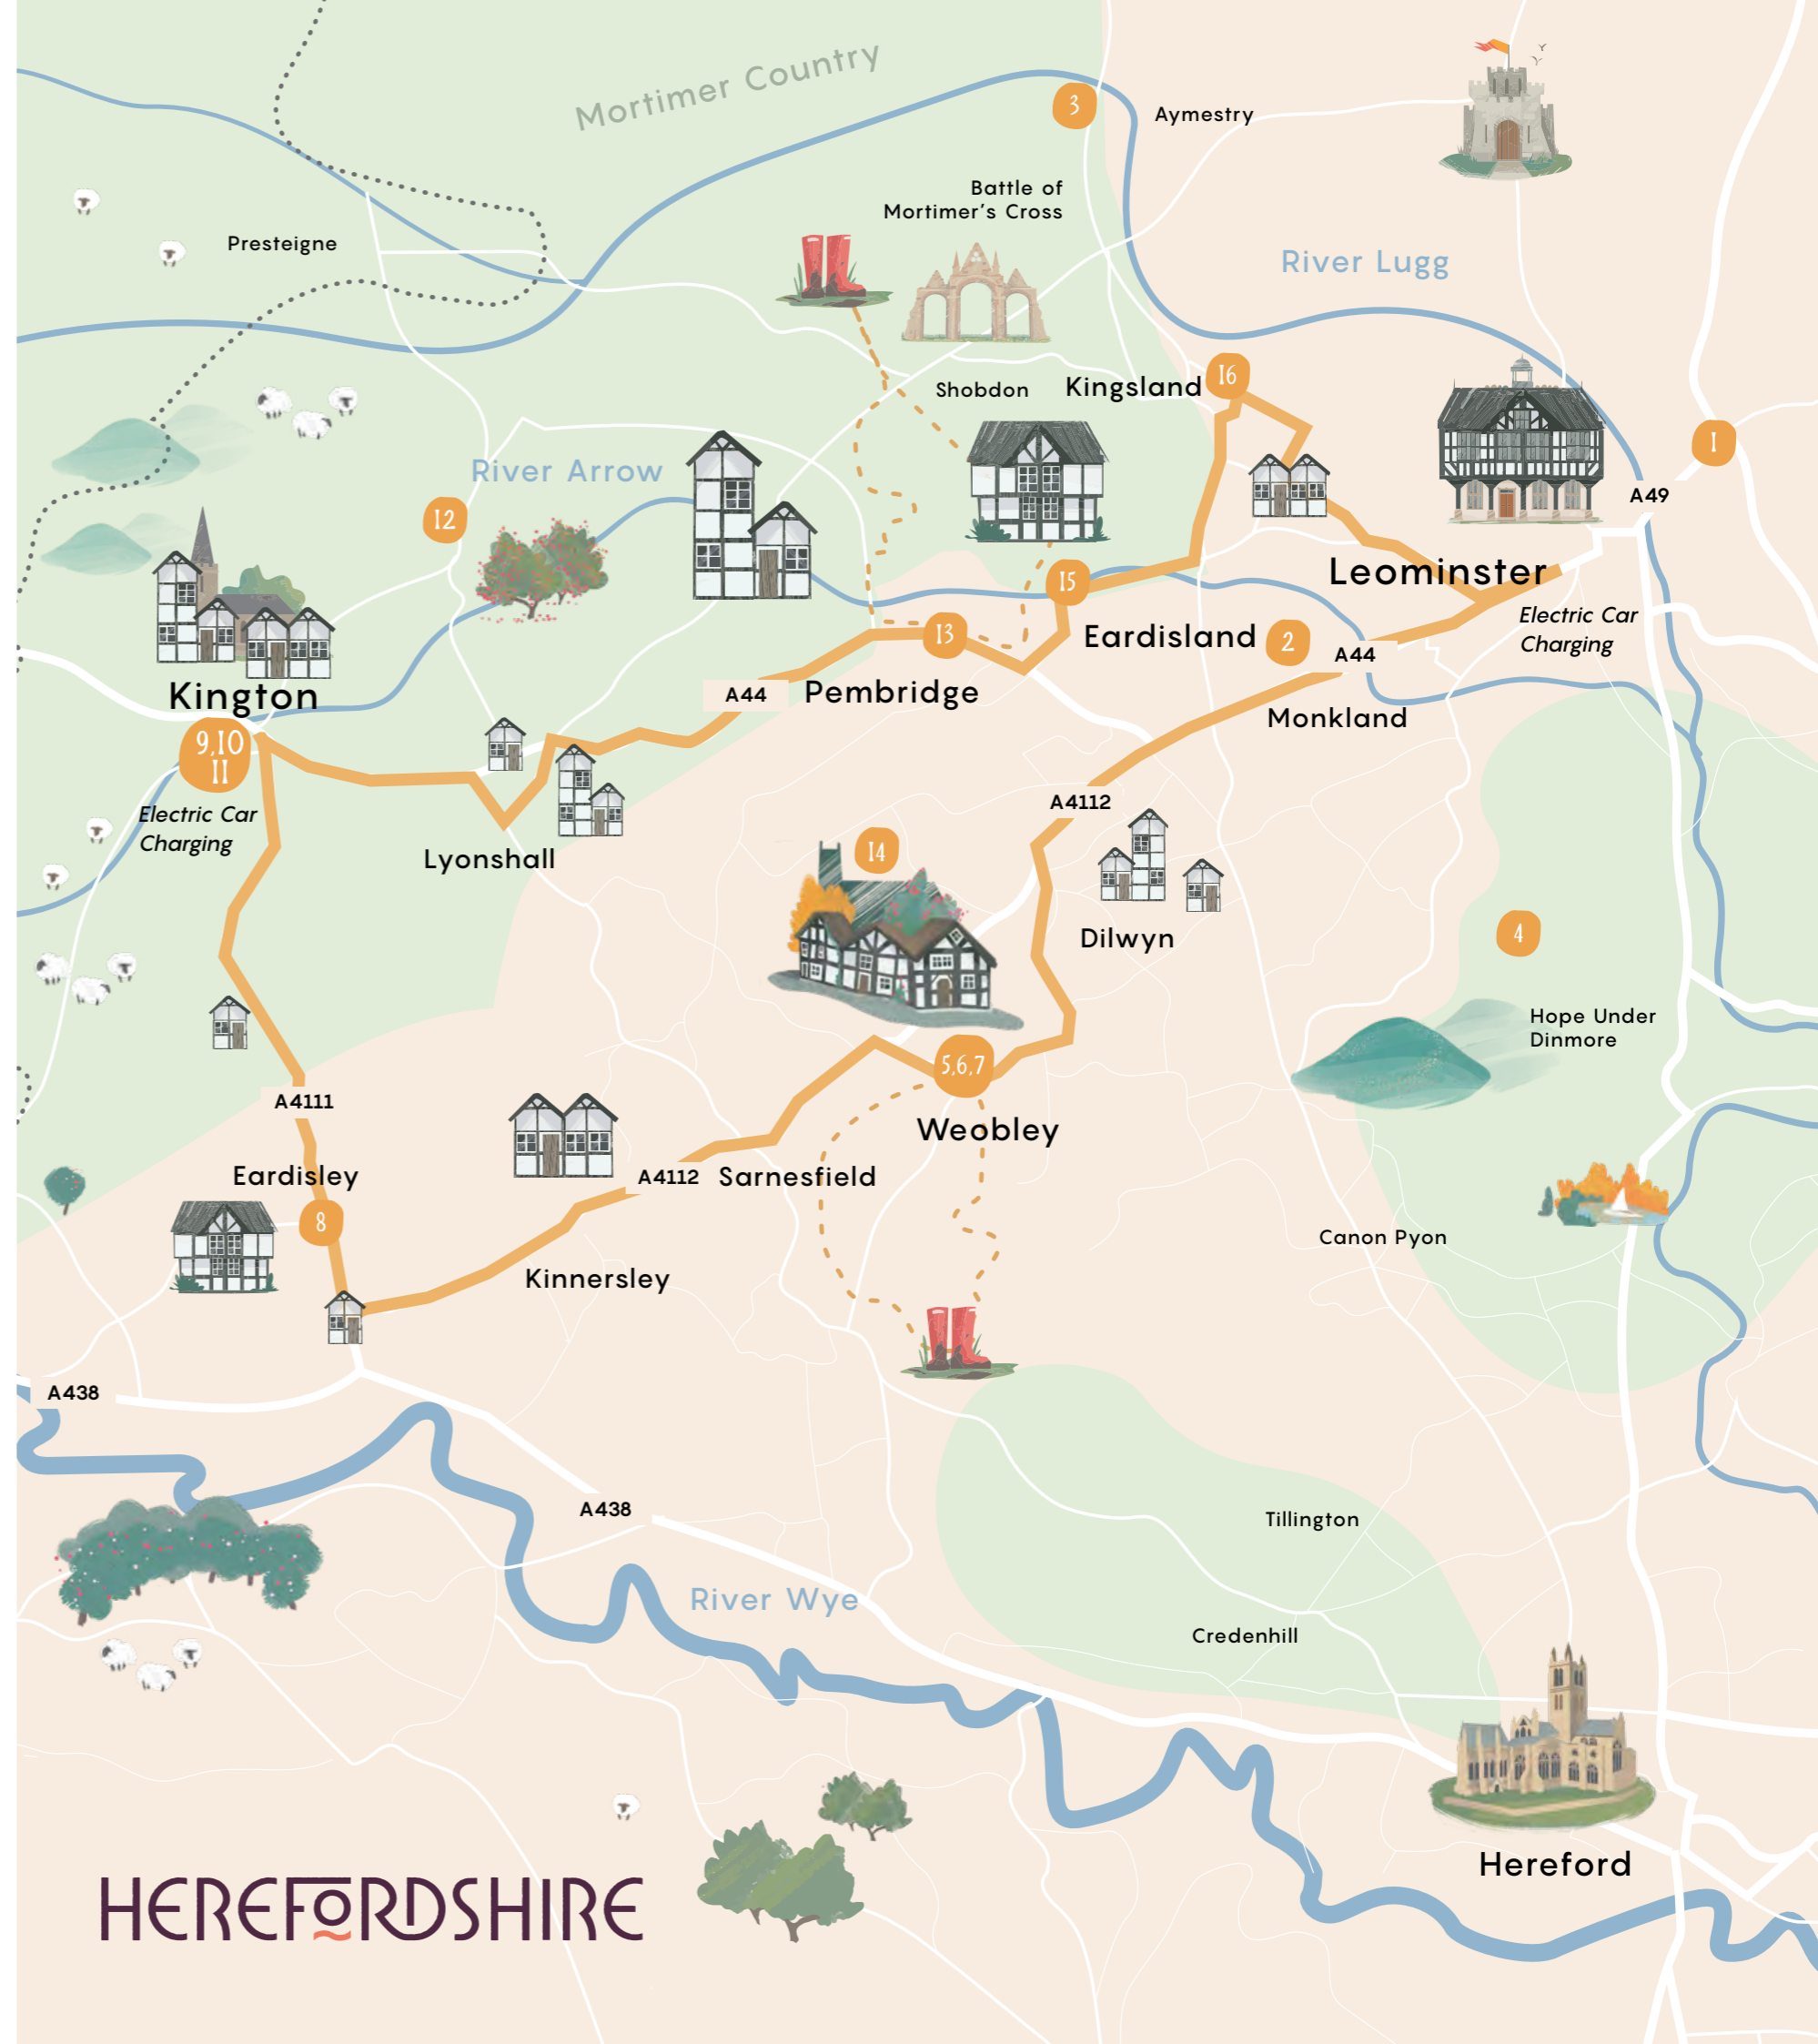 Mortimer Country
3
Aymestry
Battle of
Mortimer's Cross
Presteigne
River Lugg
Shobdon
Kingsland
16
1
River Arrow
12
A49
15
Leominster
Electric Car
Charging
13
Eardisland
2
A44
Kington
A44
Pembridge
Monkland
9,10
11
Electric Car
Charging
A4112
Lyonshall
14
Dilwyn
4
Hope Under
Dinmore
5,6,7
A4111
Weobley
Eardisley
A4112
Sarnesfield
8
Canon Pyon
Kinnersley
A438
A438
Tillington
River Wye
Credenhill
Hereford
HEREFORDSHIRE